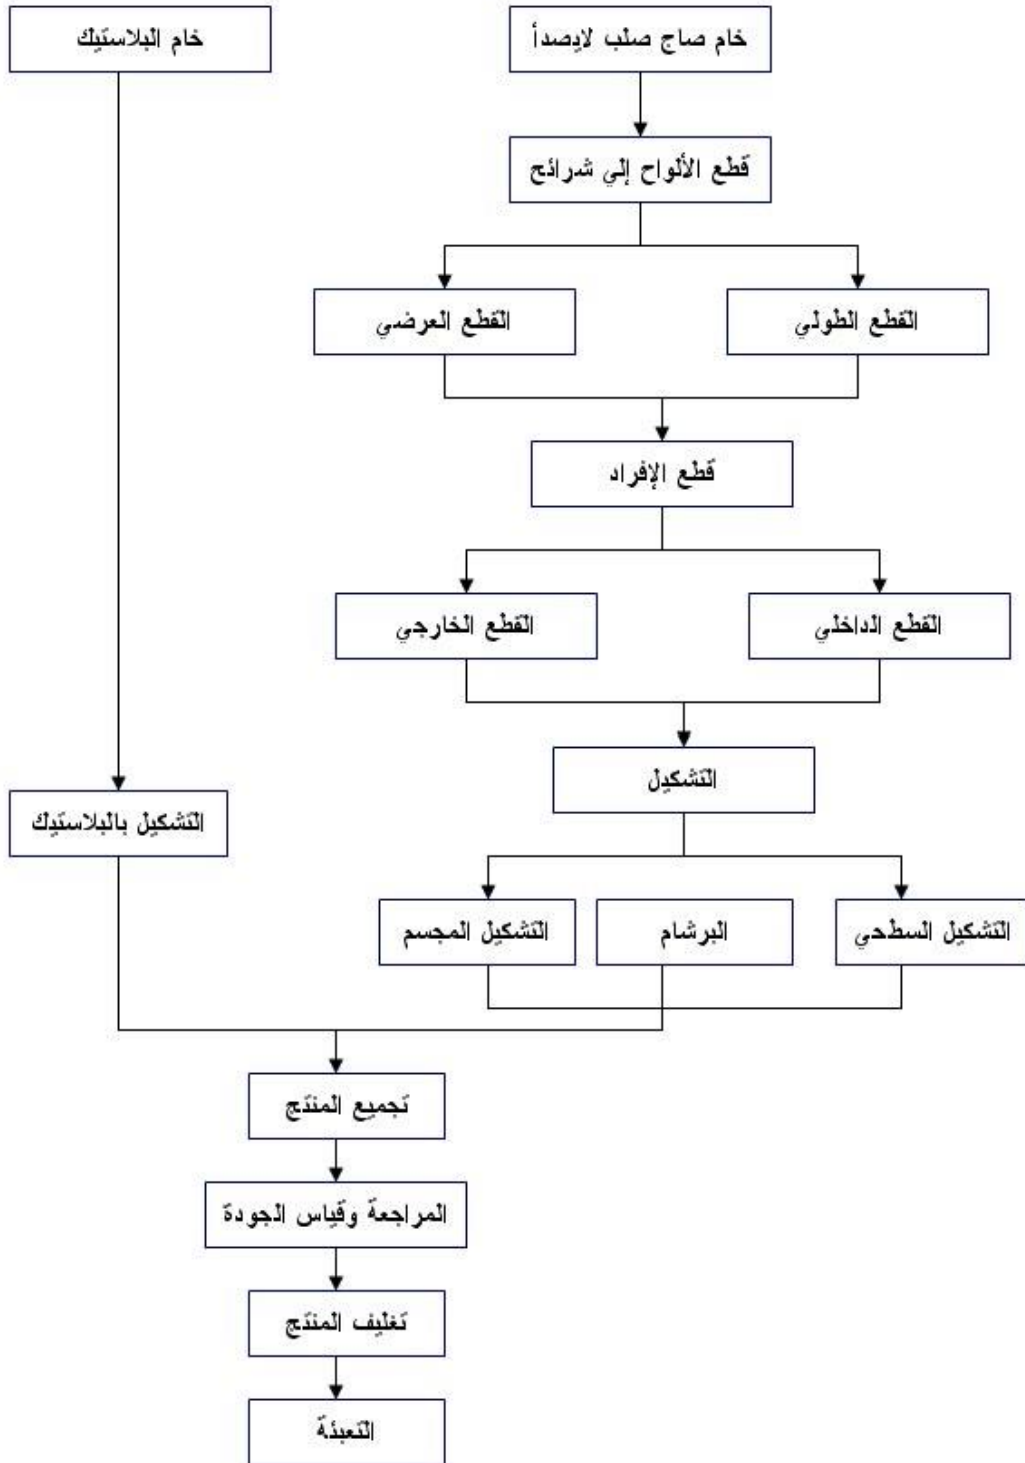 خام صاج صلب لايصدأ
خام البلاستيك
قطع الألواح إلي شرائح
القطع الطولي
القطع العرضي
قطع الإفراد
القطع الداخلي
القطع الخارجي
التشكيل
التشكيل بالبلاستيك
التشكيل السطحي
البرشام
التشكيل المجسم
تجميع المنتج
المراجعة وقياس الجودة
تغليف المنتج
التعبئة